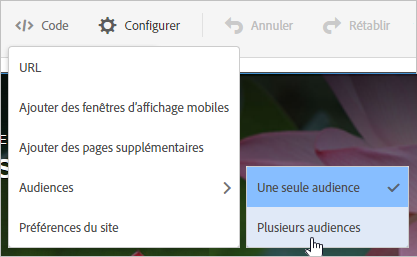 Code
Configurer
Annuler
Rétablir
URL
Ajouter des fenêtres d'affichage mobiles
Ajouter des pages supplémentaires
Audiences
Préférences du site
Une seule audience
Plusieurs audiences